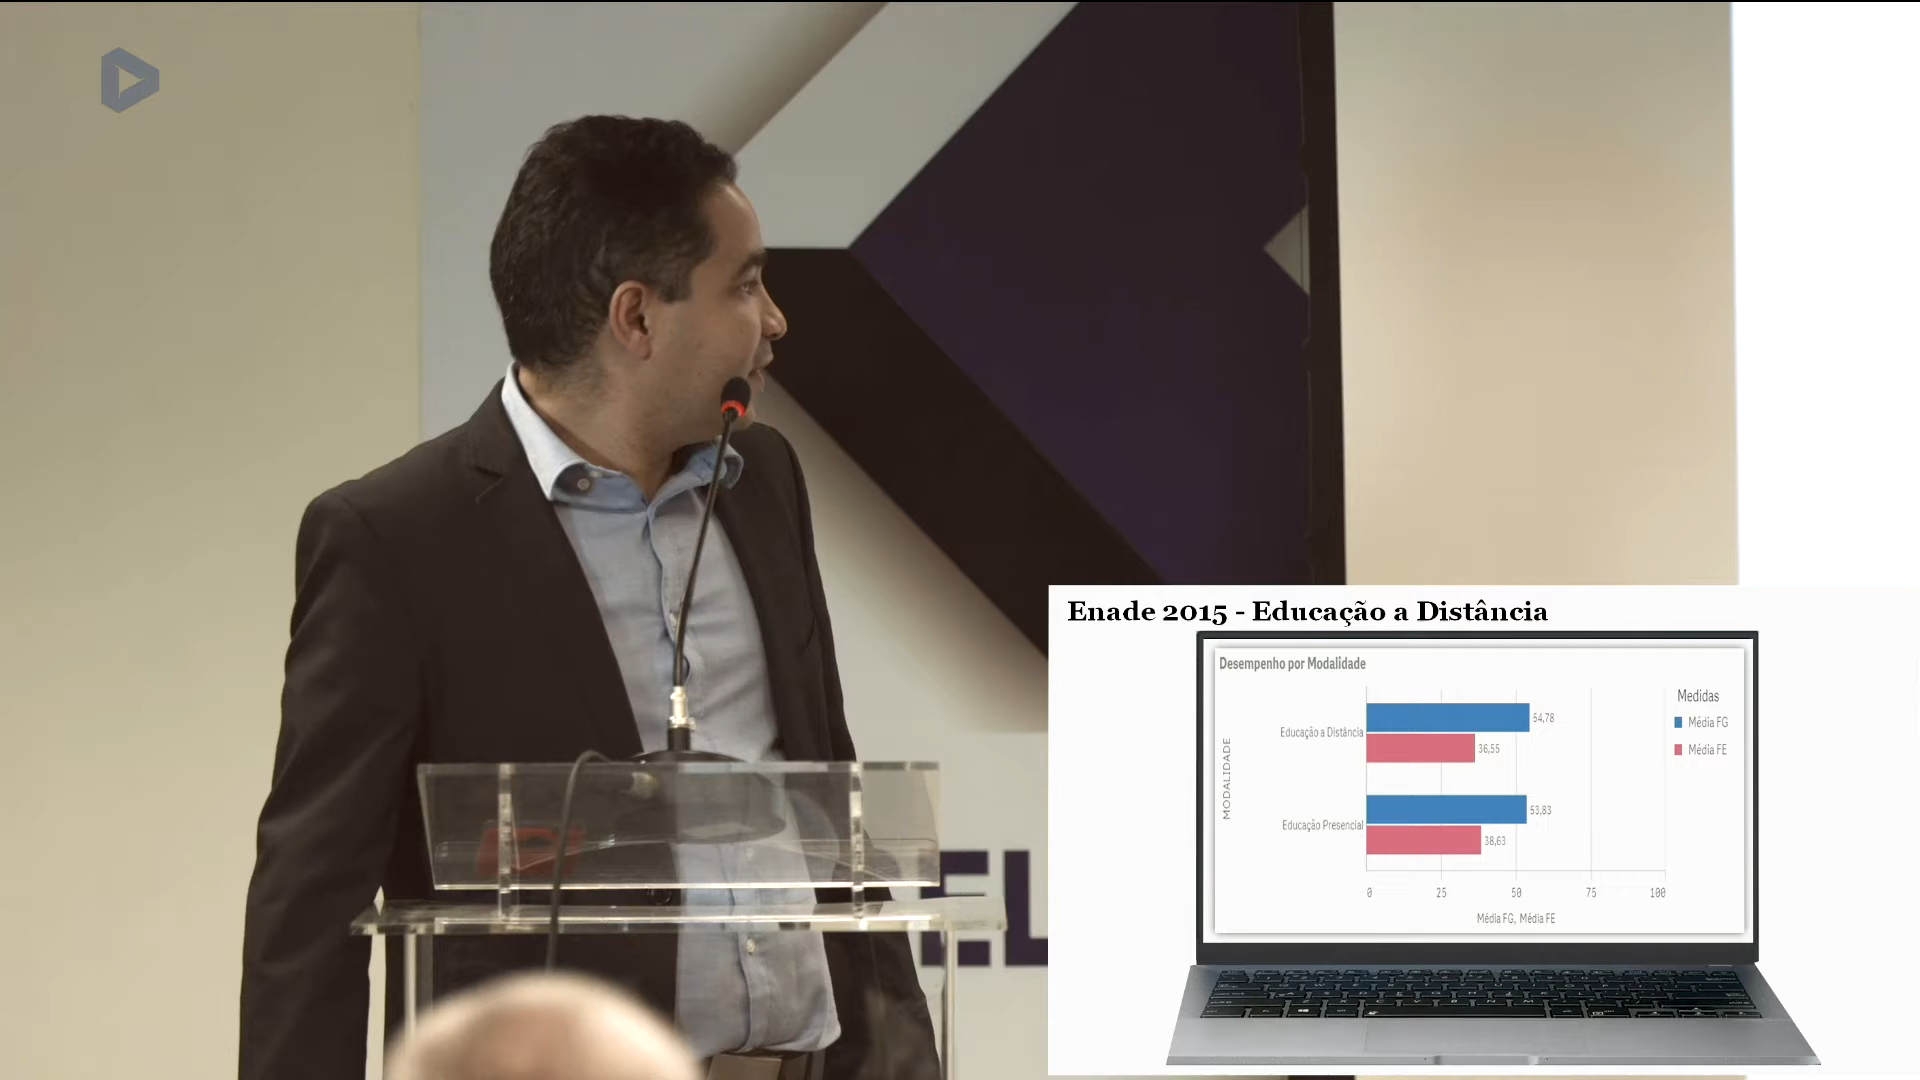 Enade 2015 - Educação a Distância
Desempenho por Modalidade
Medidas
Média FG
Média FE
MODALIDADE
Educação a Distância
54,78
36,55
Educação Presencial
53,83
38,63
0 25 50 75 100
Média FG, Média FE
EL